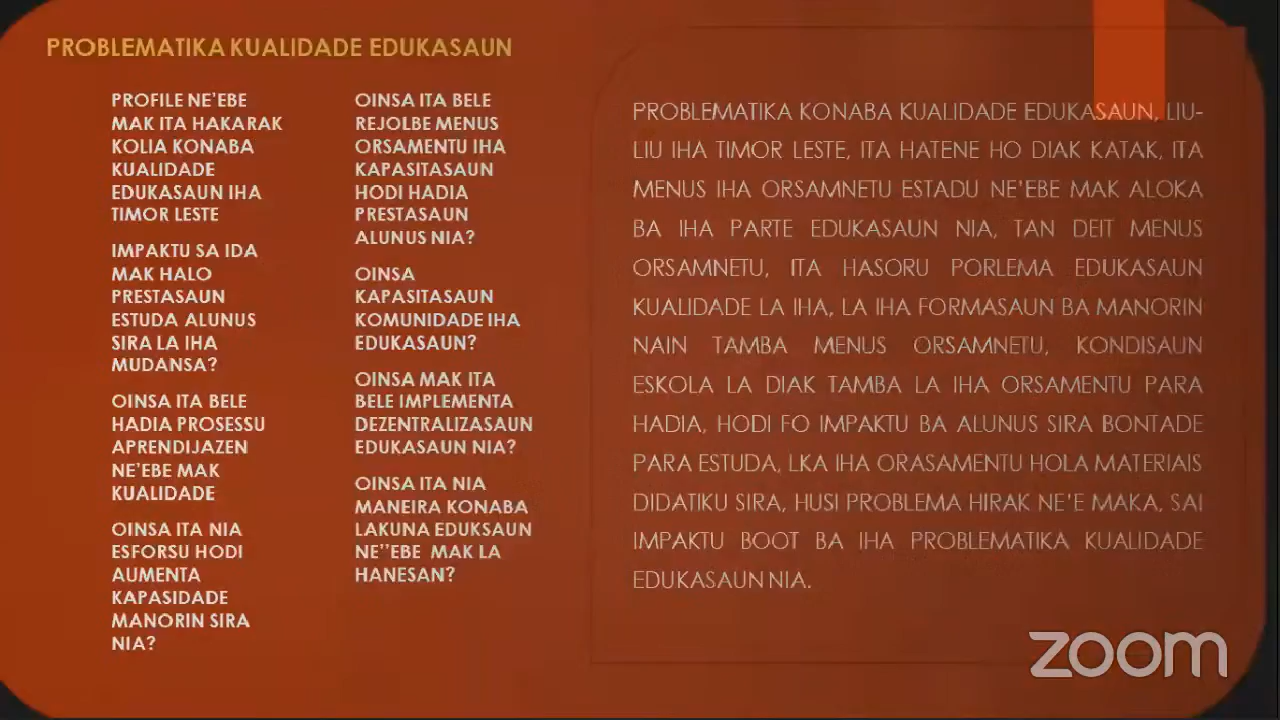 PROBLEMATIKA KUALIDADE EDUKASAUN
PROFILE NE'EBE
MAK ITA HAKARAK
KOLIA KONABA
KUALIDADE
EDUKASAUN IHA
TIMOR LESTE
IMPAKTU SA IDA
MAK HALO
PRESTASAUN
ESTUDA ALUNUS
SIRA LA IHA
MUDANSA?
OINSA ITA BELE
HADIA PROSESSU
APRENDIJAZEN
NE'EBE MAK
KUALIDADE
OINSA ITA NIA
ESFORSU HODI
AUMENTA
KAPASIDADE
MANORIN SIRA
NIA?
OINSA ITA BELE
REJOLBE MENUS
ORSAMENTU IHA
KAPASITASAUN
HODI HADIA
PRESTASAUN
ALUNUS NIA?
OINSA
KAPASITASAUN
KOMUNIDADE IHA
EDUKASAUN?
OINSA MAK ITA
BELE IMPLEMENTA
DEZENTRALIZASAUN
EDUKASAUN NIA?
OINSA ITA NIA
MANEIRA KONABA
LAKUNA EDUKSAUN
NE''EBE MAK LA
HANESAN?
PROBLEMATIKA KONABA KUALIDADE EDUKASAUN, LIU-
LIU IHA TIMOR LESTE, ITA HATENE HO DIAK KATAK, ITA
MENUS IHA ORSAMNETU ESTADU NE'EBE MAK ALOKA
BA IHA PARTE EDUKASAUN NIA, TAN DEIT MENUS
ORSAMNETU, ITA HASORU PORLEMA EDUKASAUN
KUALIDADE LA IHA, LA IHA FORMASAUN BA MANORIN
NAIN TAMBA MENUS ORSAMNETU, KONDISAUN
ESKOLA LA DIAK TAMBA LA IHA ORSAMENTU PARA
HADIA, HODI FO IMPAKTU BA ALUNUS SIRA BONTADE
PARA ESTUDA, LKA IHA ORASAMENTU HOLA MATERIAIS
DIDATIKU SIRA, HUSI PROBLEMA HIRAK NE'E MAKA, SAI
IMPAKTU BOOT BA IHA PROBLEMATIKA KUALIDADE
EDUKASAUN NIA.
zoom